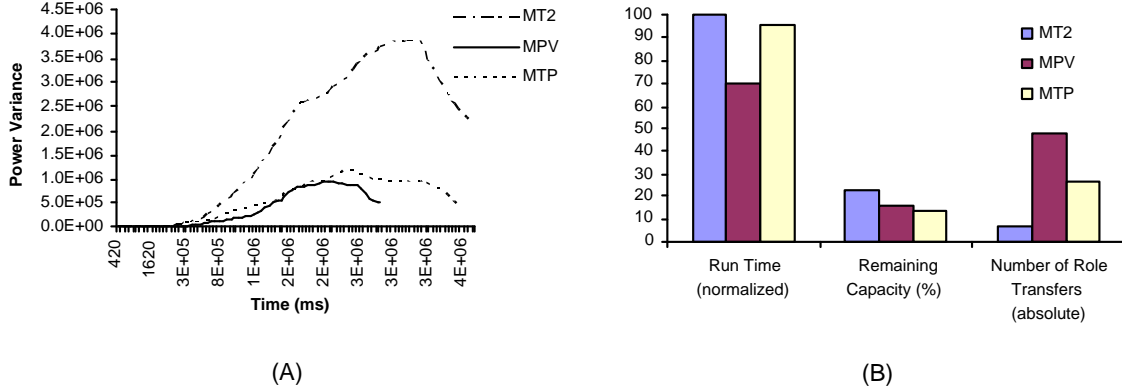 4.5E+06
4.0E+06
3.5E+06
3.0E+06
2.5E+06
2.0E+06
1.5E+06
1.0E+06
5.0E+05
0.0E+00
Power Variance
420
1620
3E+05
8E+05
1E+06
2E+06
2E+06
3E+06
3E+06
4E+06
Time (ms)
MT2
MPV
MTP
(A)
100
90
80
70
60
50
40
30
20
10
0
MT2
MPV
MTP
Run Time
(normalized)
Remaining
Capacity (%)
Number of Role
Transfers
(absolute)
(B)